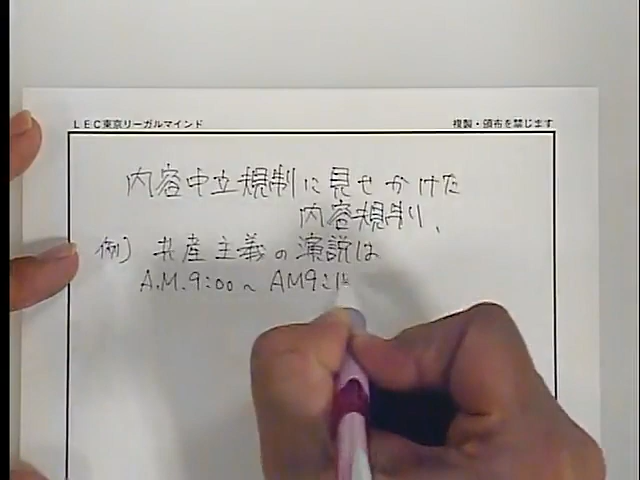 LEC東京リーガルマインド
複製・頒布を禁じます
内容中立規制に見せかけた
内容規制、
例) 共産主義の演説は
A.M.9:00～AM9:1